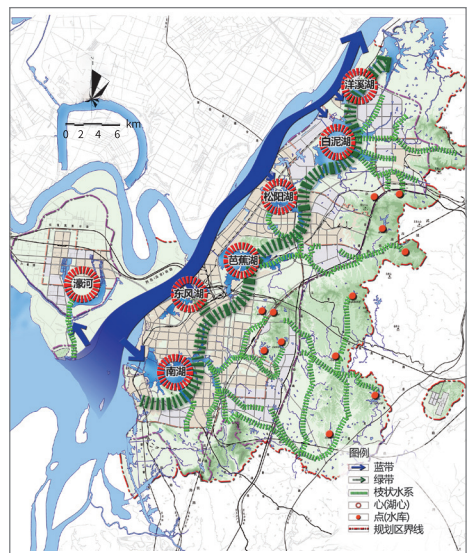 洋溪湖
白泥湖
km
0 2 4 6
松阳湖
芭蕉湖
濠河
东风湖
南湖
图例
蓝带
绿带
枝状水系
心(湖心)
点(水库)
规划区界线